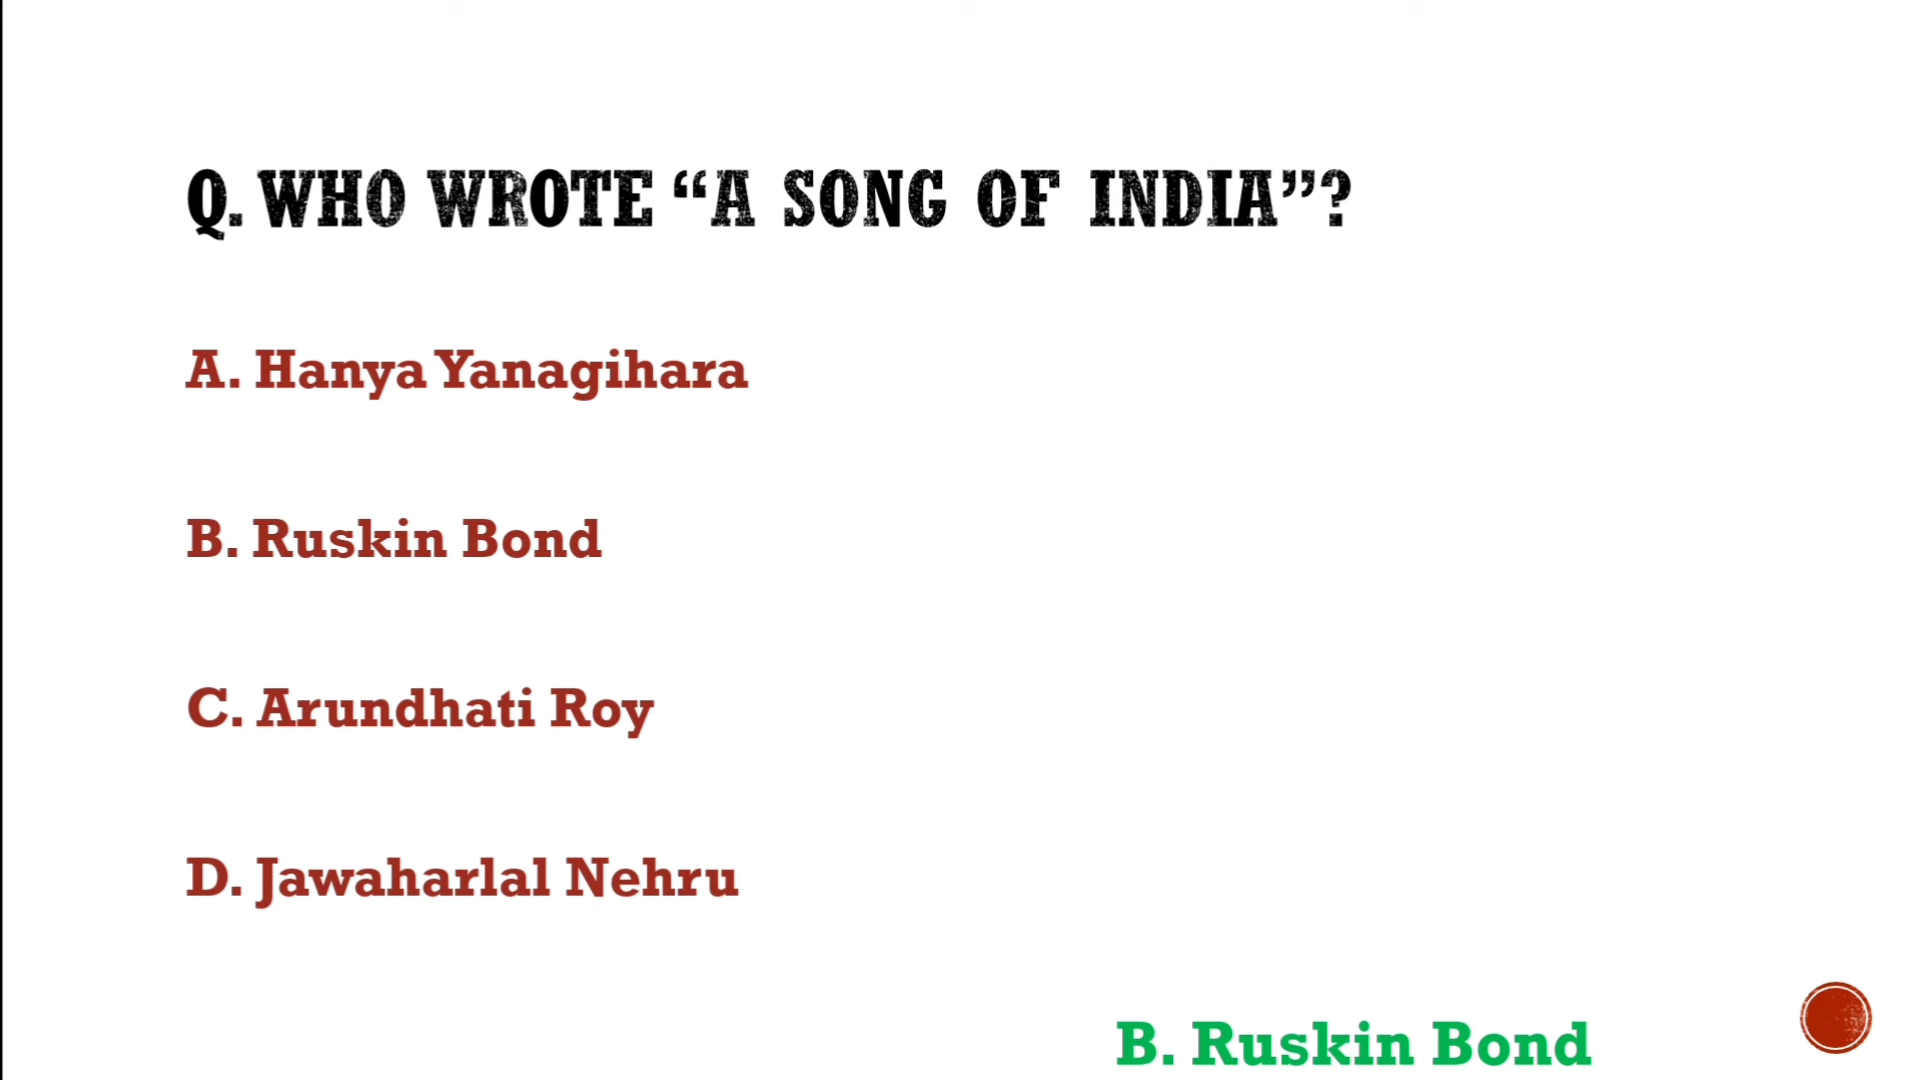 Q. WHO WROTE “A SONG OF INDIA”?
A. Hanya Yanagihara
B. Ruskin Bond
C. Arundhati Roy
D. Jawaharlal Nehru
B. Ruskin Bond